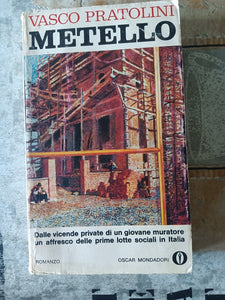 VASCO PRATOLINI
METELLO
Dalle vicende private di un giovane muratore
un affresco delle prime lotte sociali in Italia
ROMANZO
OSCAR MONDADORI